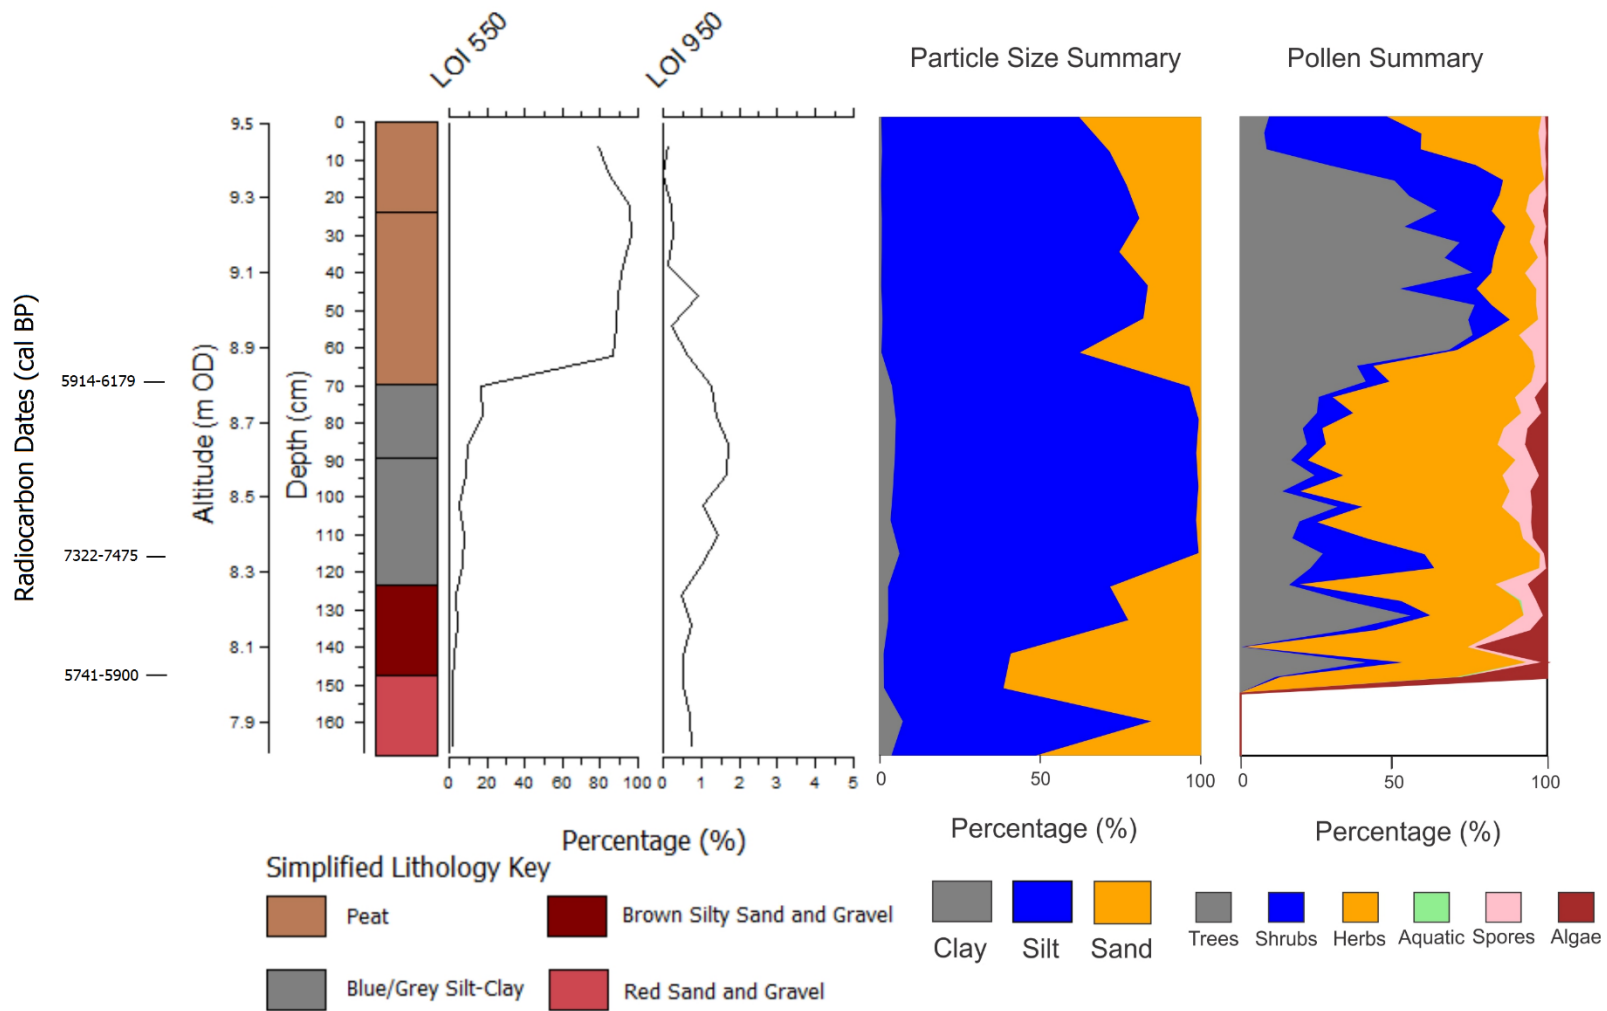 LOI 550
LOI 950
Particle Size Summary
Pollen Summary
Radiocarbon Dates (cal BP)
5914-6179
7322-7475
5741-5900
Altitude (m OD)
9.5
9.3
9.1
8.9
8.7
8.5
8.3
8.1
7.9
Depth (cm)
0
10
20
30
40
50
60
70
80
90
100
110
120
130
140
150
160
0 20 40 60 80 100
0 1 2 3 4 5
0 50 100
0 50 100
Percentage (%)
Percentage (%)
Percentage (%)
Simplified Lithology Key
Peat
Brown Silty Sand and Gravel
Blue/Grey Silt-Clay
Red Sand and Gravel
Clay Silt Sand
Trees Shrubs Herbs Aquatic Spores Algae